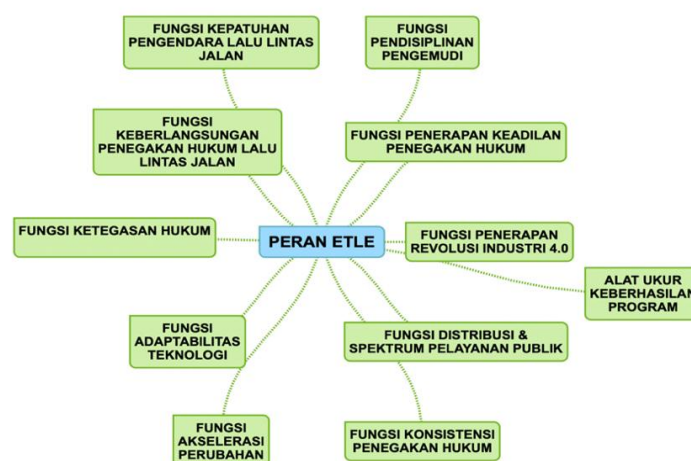 FUNGSI KEPATUHAN
PENGENDARA LALU LINTAS
JALAN
FUNGSI
PENDISIPLINAN
PENGEMUDI
FUNGSI
KEBERLANGSUNGAN
PENEGAKAN HUKUM LALU
LINTAS JALAN
FUNGSI PENERAPAN KEADILAN
PENEGAKAN HUKUM
FUNGSI KETEGASAN HUKUM
PERAN ETLE
FUNGSI PENERAPAN
REVOLUSI INDUSTRI 4.0
ALAT UKUR
KEBERHASILAN
PROGRAM
FUNGSI
ADAPTABILITAS
TEKNOLOGI
FUNGSI DISTRIBUSI &
SPEKTRUM PELAYANAN PUBLIK
FUNGSI
AKSELERASI
PERUBAHAN
FUNGSI KONSISTENSI
PENEGAKAN HUKUM